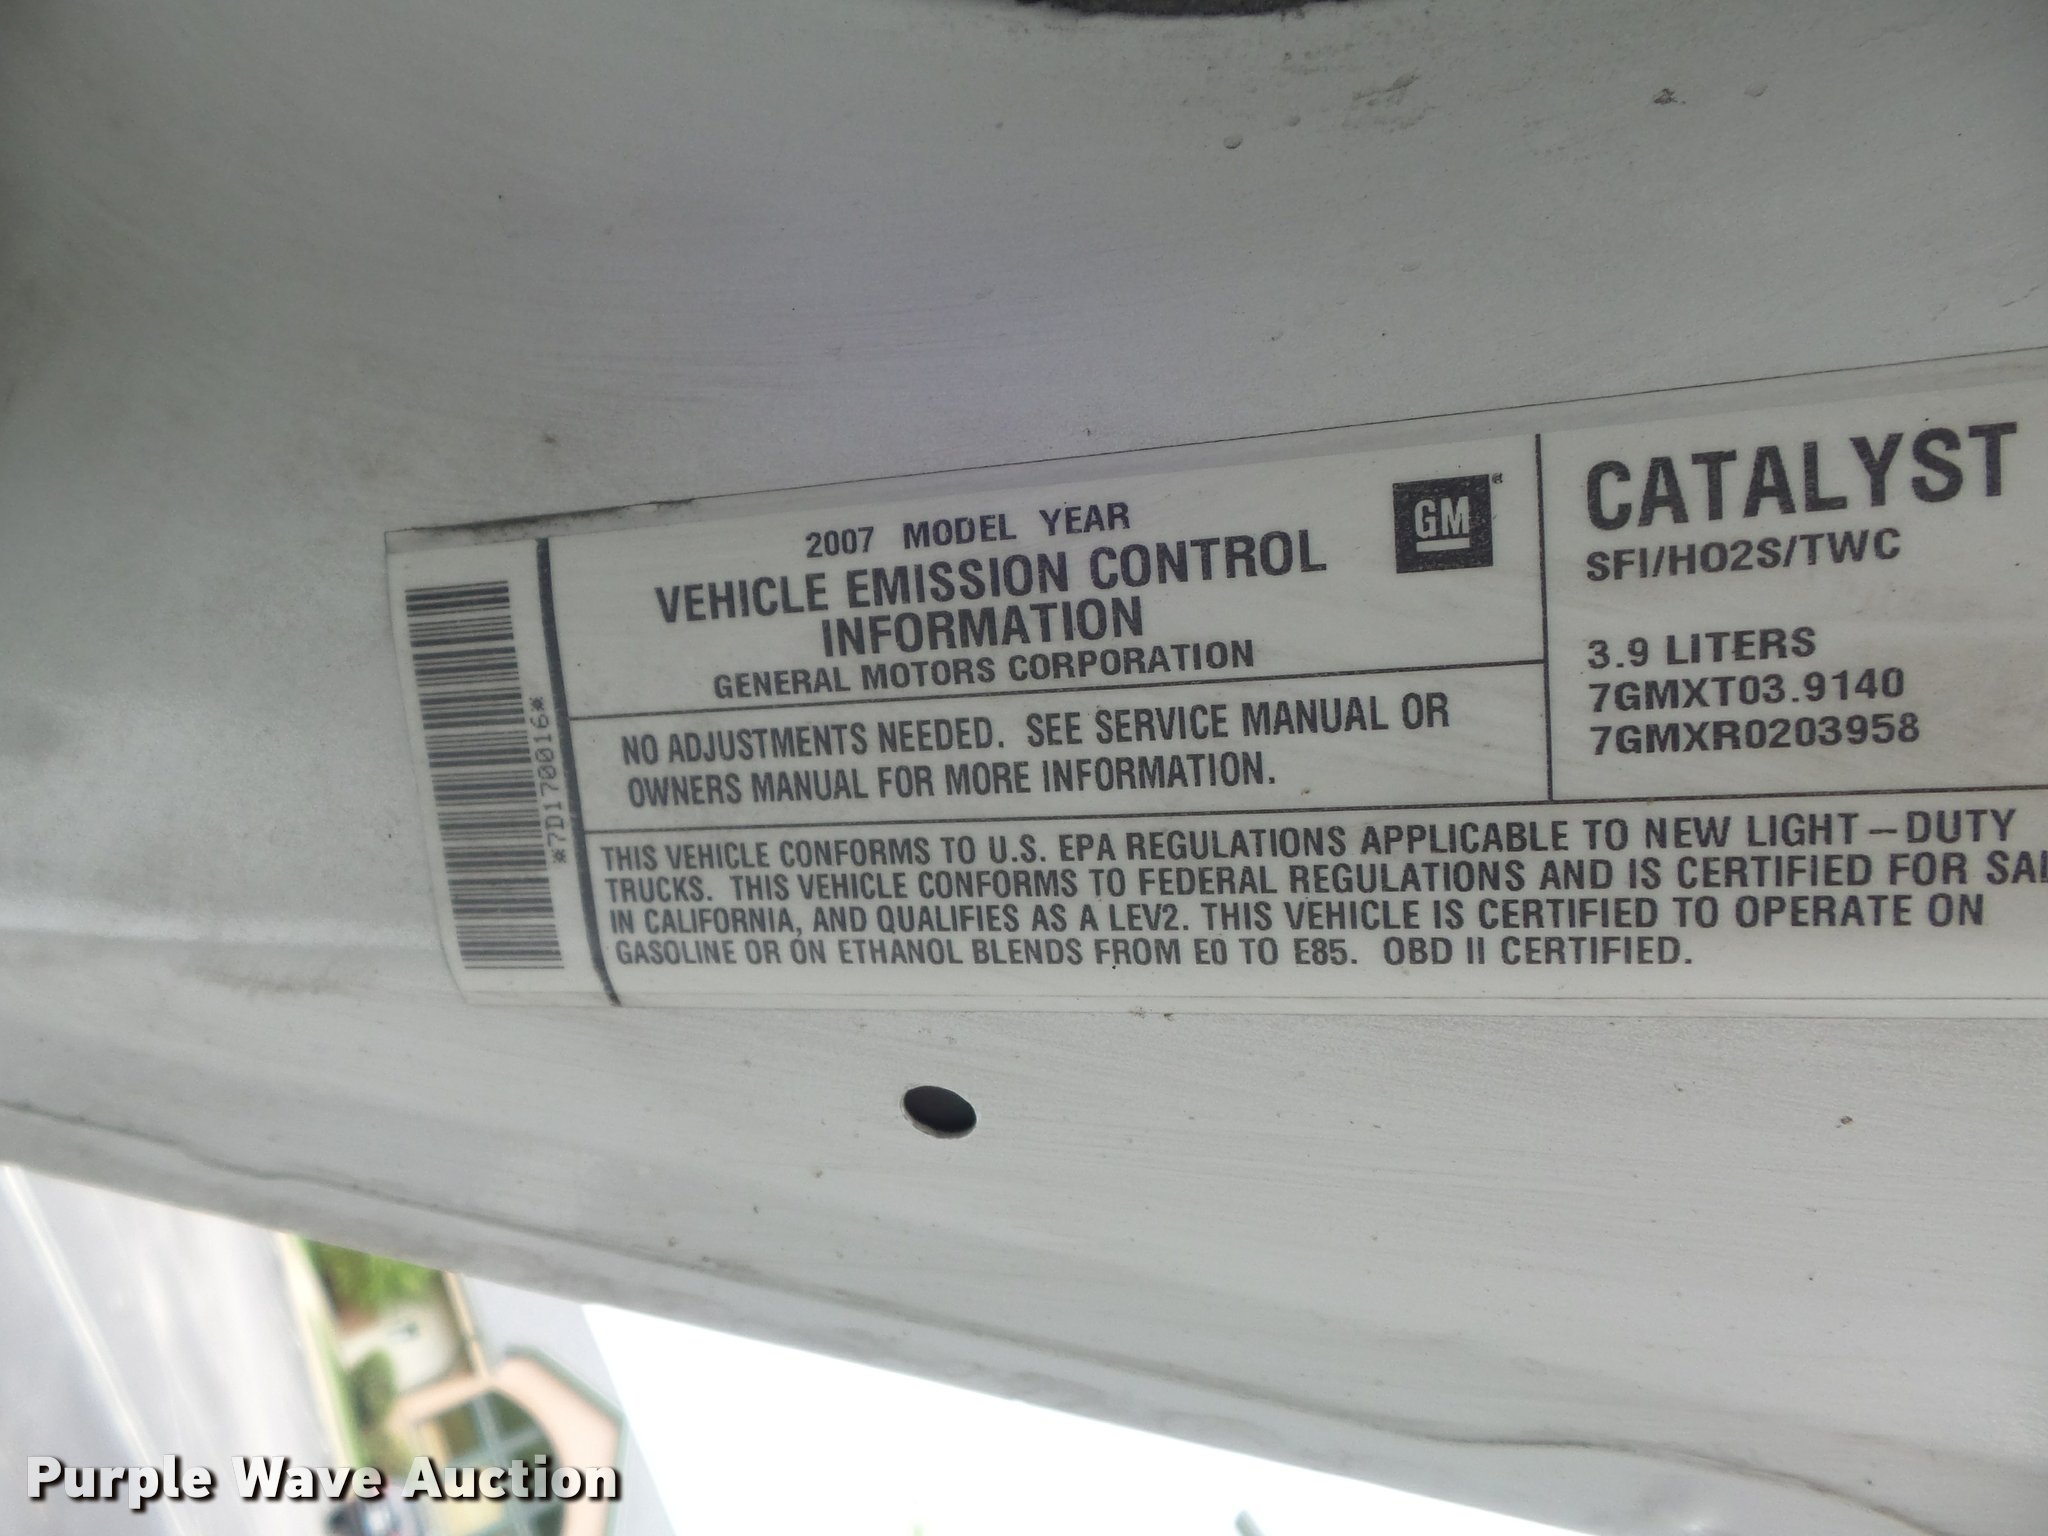 2007 MODEL YEAR
VEHICLE EMISSION CONTROL
INFORMATION
GENERAL MOTORS CORPORATION
GM
NO ADJUSTMENTS NEEDED. SEE SERVICE MANUAL OR
OWNERS MANUAL FOR MORE INFORMATION.
CATALYST
SFI/HO2S/TWC
3.9 LITERS
7GMXT03.9140
7GMXR0203958
THIS VEHICLE CONFORMS TO U.S. EPA REGULATIONS APPLICABLE TO NEW LIGHT-DUTY
TRUCKS. THIS VEHICLE CONFORMS TO FEDERAL REGULATIONS AND IS CERTIFIED FOR SAL
IN CALIFORNIA, AND QUALIFIES AS A LEV2. THIS VEHICLE IS CERTIFIED TO OPERATE ON
GASOLINE OR ON ETHANOL BLENDS FROM E0 TO E85. OBD II CERTIFIED.
*7D170016*
Purple Wave Auction